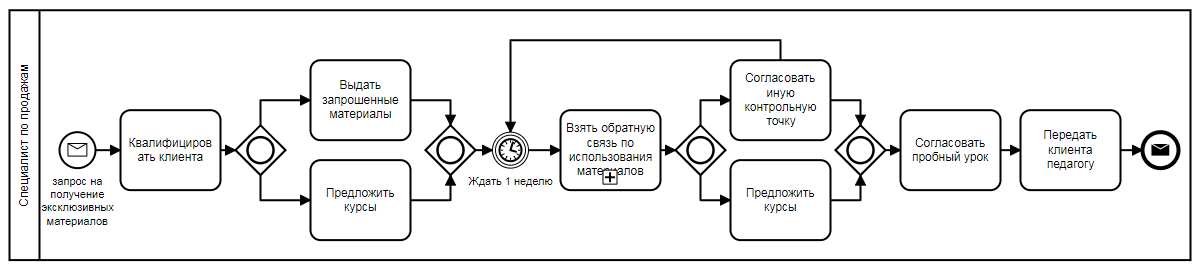 Специалист по продажам
запрос на
получение
эксклюзивных
материалов
Квалифициров
ать клиента
Выдать
запрошенные
материалы
Предложить
курсы
Ждать 1 неделю
Взять обратную
связь по
использования
материалов
Согласовать
иную
контрольную
точку
Предложить
курсы
Согласовать
пробный урок
Передать
клиента
педагогу